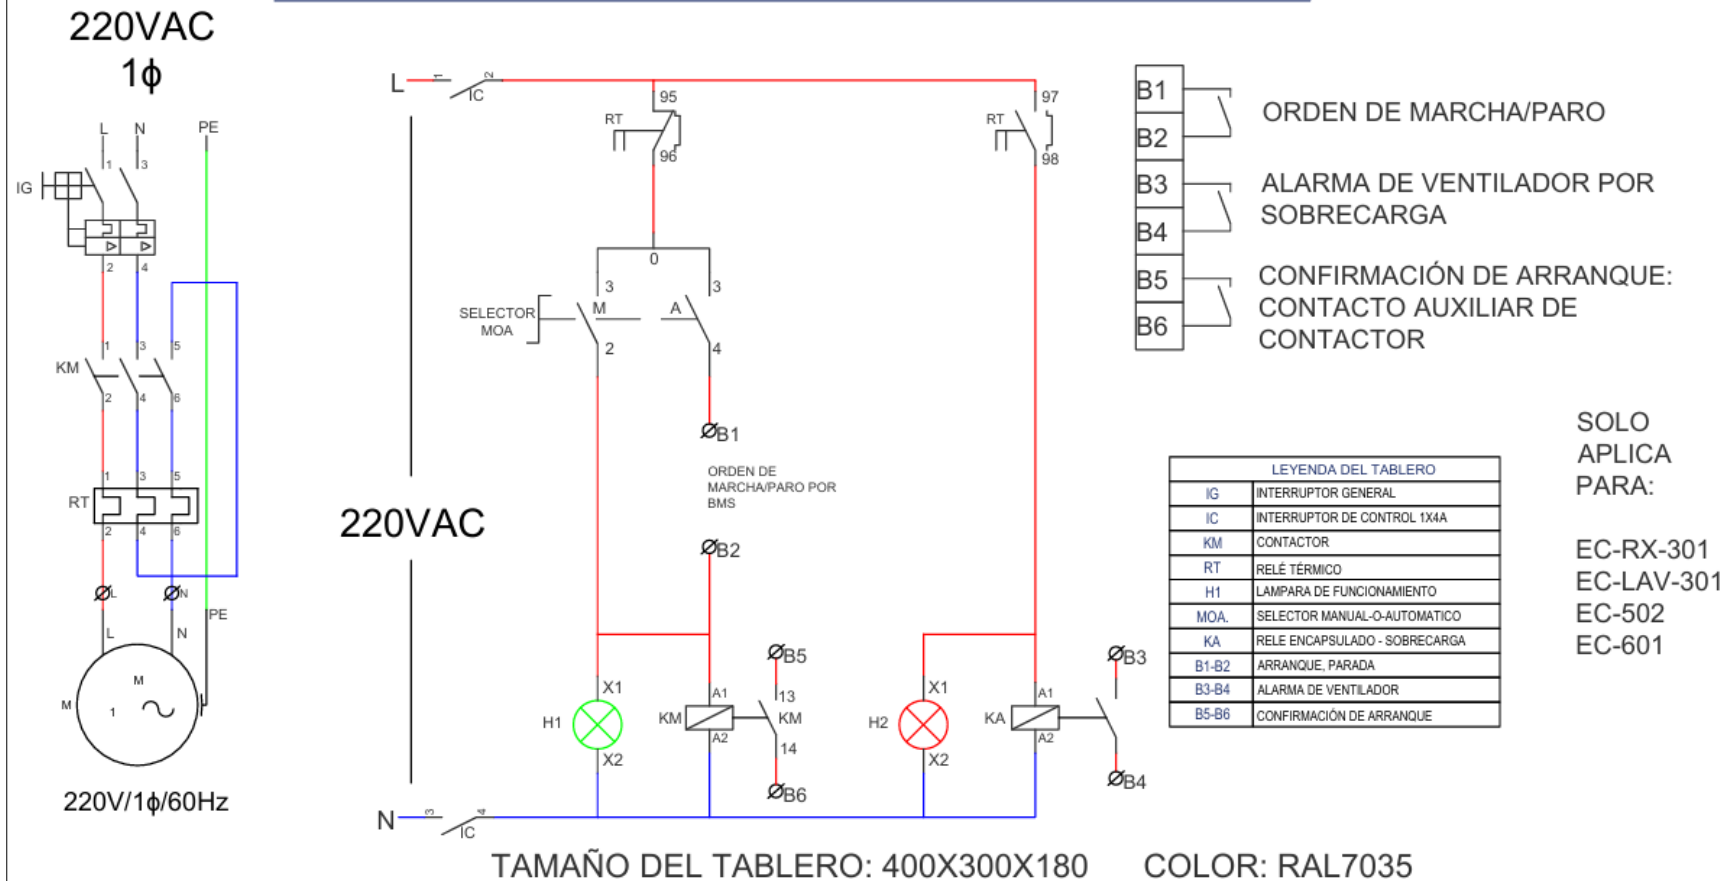 220VAC
1ϕ
L N PE
1 3
IG
2 4
1 3 5
KM
2 4 6
1 3 5
RT
2 4 6
L N
PE
L N
M
M
1
220V/1ϕ/60Hz
L
1 2
IC
95
RT
96
97
RT
98
0
3 3
SELECTOR
MOA
M A
2 4
B1
ORDEN DE
MARCHA/PARO POR
BMS
B2
220VAC
B5
B3
X1 A1 13
H1 KM KM
X2 A2 14
B6
X1 A1
H2 KA
X2 A2
B4
N
3 4
IC
B1
B2
ORDEN DE MARCHA/PARO
B3
B4
ALARMA DE VENTILADOR POR
SOBRECARGA
B5
B6
CONFIRMACIÓN DE ARRANQUE:
CONTACTO AUXILIAR DE
CONTACTOR
LEYENDA DEL TABLERO
IG INTERRUPTOR GENERAL
IC INTERRUPTOR DE CONTROL 1X4A
KM CONTACTOR
RT RELÉ TÉRMICO
H1 LAMPARA DE FUNCIONAMIENTO
MOA. SELECTOR MANUAL-O-AUTOMATICO
KA RELE ENCAPSULADO - SOBRECARGA
B1-B2 ARRANQUE, PARADA
B3-B4 ALARMA DE VENTILADOR
B5-B6 CONFIRMACIÓN DE ARRANQUE
SOLO
APLICA
PARA:
EC-RX-301
EC-LAV-301
EC-502
EC-601
TAMAÑO DEL TABLERO: 400X300X180 COLOR: RAL7035